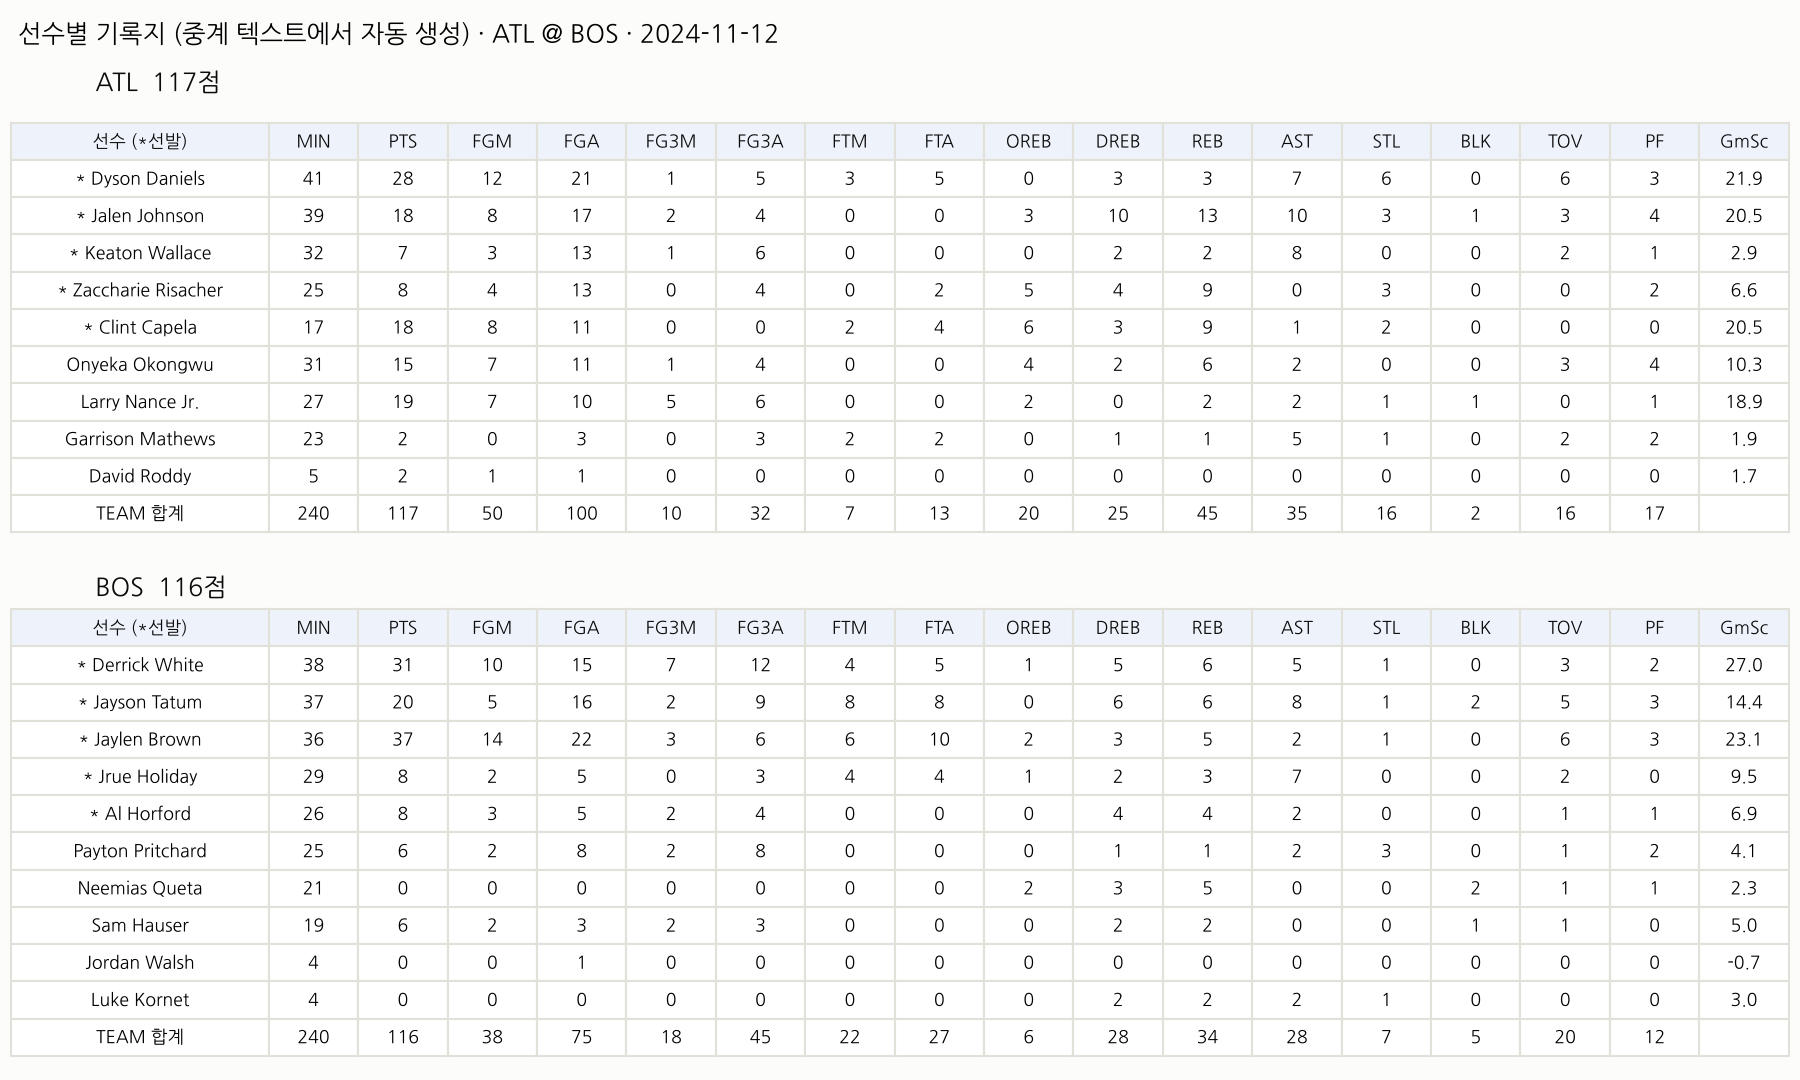 선수별 기록지 (중계 텍스트에서 자동 생성) · ATL @ BOS · 2024-11-12
ATL 117점
선수 (*선발) MIN PTS FGM FGA FG3M FG3A FTM FTA OREB DREB REB AST STL BLK TOV PF GmSc
* Dyson Daniels 41 28 12 21 1 5 3 5 0 3 3 7 6 0 6 3 21.9
* Jalen Johnson 39 18 8 17 2 4 0 0 3 10 13 10 3 1 3 4 20.5
* Keaton Wallace 32 7 3 13 1 6 0 0 0 2 2 8 0 0 2 1 2.9
* Zaccharie Risacher 25 8 4 13 0 4 0 2 5 4 9 0 3 0 0 2 6.6
* Clint Capela 17 18 8 11 0 0 2 4 6 3 9 1 2 0 0 0 20.5
Onyeka Okongwu 31 15 7 11 1 4 0 0 4 2 6 2 0 0 3 4 10.3
Larry Nance Jr. 27 19 7 10 5 6 0 0 2 0 2 2 1 1 0 1 18.9
Garrison Mathews 23 2 0 3 0 3 2 2 0 1 1 5 1 0 2 2 1.9
David Roddy 5 2 1 1 0 0 0 0 0 0 0 0 0 0 0 0 1.7
TEAM 합계 240 117 50 100 10 32 7 13 20 25 45 35 16 2 16 17
BOS 116점
선수 (*선발) MIN PTS FGM FGA FG3M FG3A FTM FTA OREB DREB REB AST STL BLK TOV PF GmSc
* Derrick White 38 31 10 15 7 12 4 5 1 5 6 5 1 0 3 2 27.0
* Jayson Tatum 37 20 5 16 2 9 8 8 0 6 6 8 1 2 5 3 14.4
* Jaylen Brown 36 37 14 22 3 6 6 10 2 3 5 2 1 0 6 3 23.1
* Jrue Holiday 29 8 2 5 0 3 4 4 1 2 3 7 0 0 2 0 9.5
* Al Horford 26 8 3 5 2 4 0 0 0 4 4 2 0 0 1 1 6.9
Payton Pritchard 25 6 2 8 2 8 0 0 0 1 1 2 3 0 1 2 4.1
Neemias Queta 21 0 0 0 0 0 0 0 2 3 5 0 0 2 1 1 2.3
Sam Hauser 19 6 2 3 2 3 0 0 0 2 2 0 0 1 1 0 5.0
Jordan Walsh 4 0 0 1 0 0 0 0 0 0 0 0 0 0 0 0 -0.7
Luke Kornet 4 0 0 0 0 0 0 0 0 2 2 2 1 0 0 0 3.0
TEAM 합계 240 116 38 75 18 45 22 27 6 28 34 28 7 5 20 12